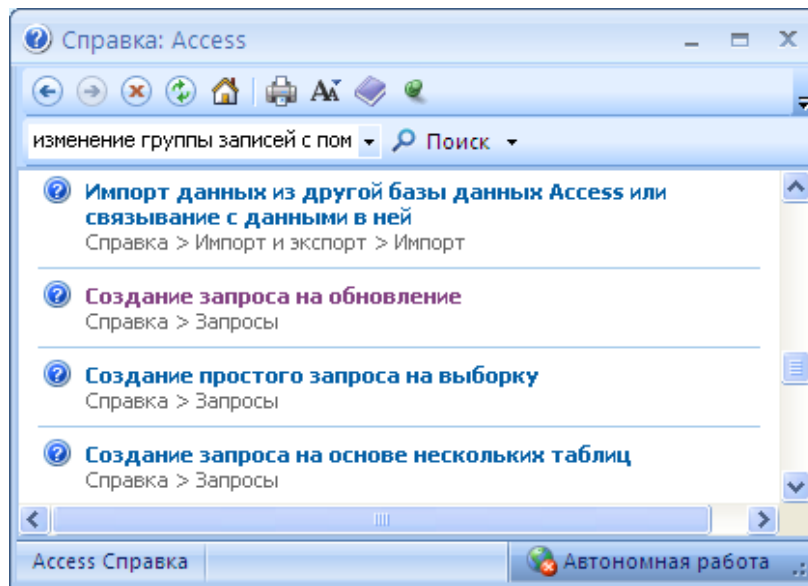 Справка: Access
изменение группы записей с пом
Поиск
Импорт данных из другой базы данных Access или
связывание с данными в ней
Справка > Импорт и экспорт > Импорт
Создание запроса на обновление
Справка > Запросы
Создание простого запроса на выборку
Справка > Запросы
Создание запроса на основе нескольких таблиц
Справка > Запросы
Access Справка
Автономная работа